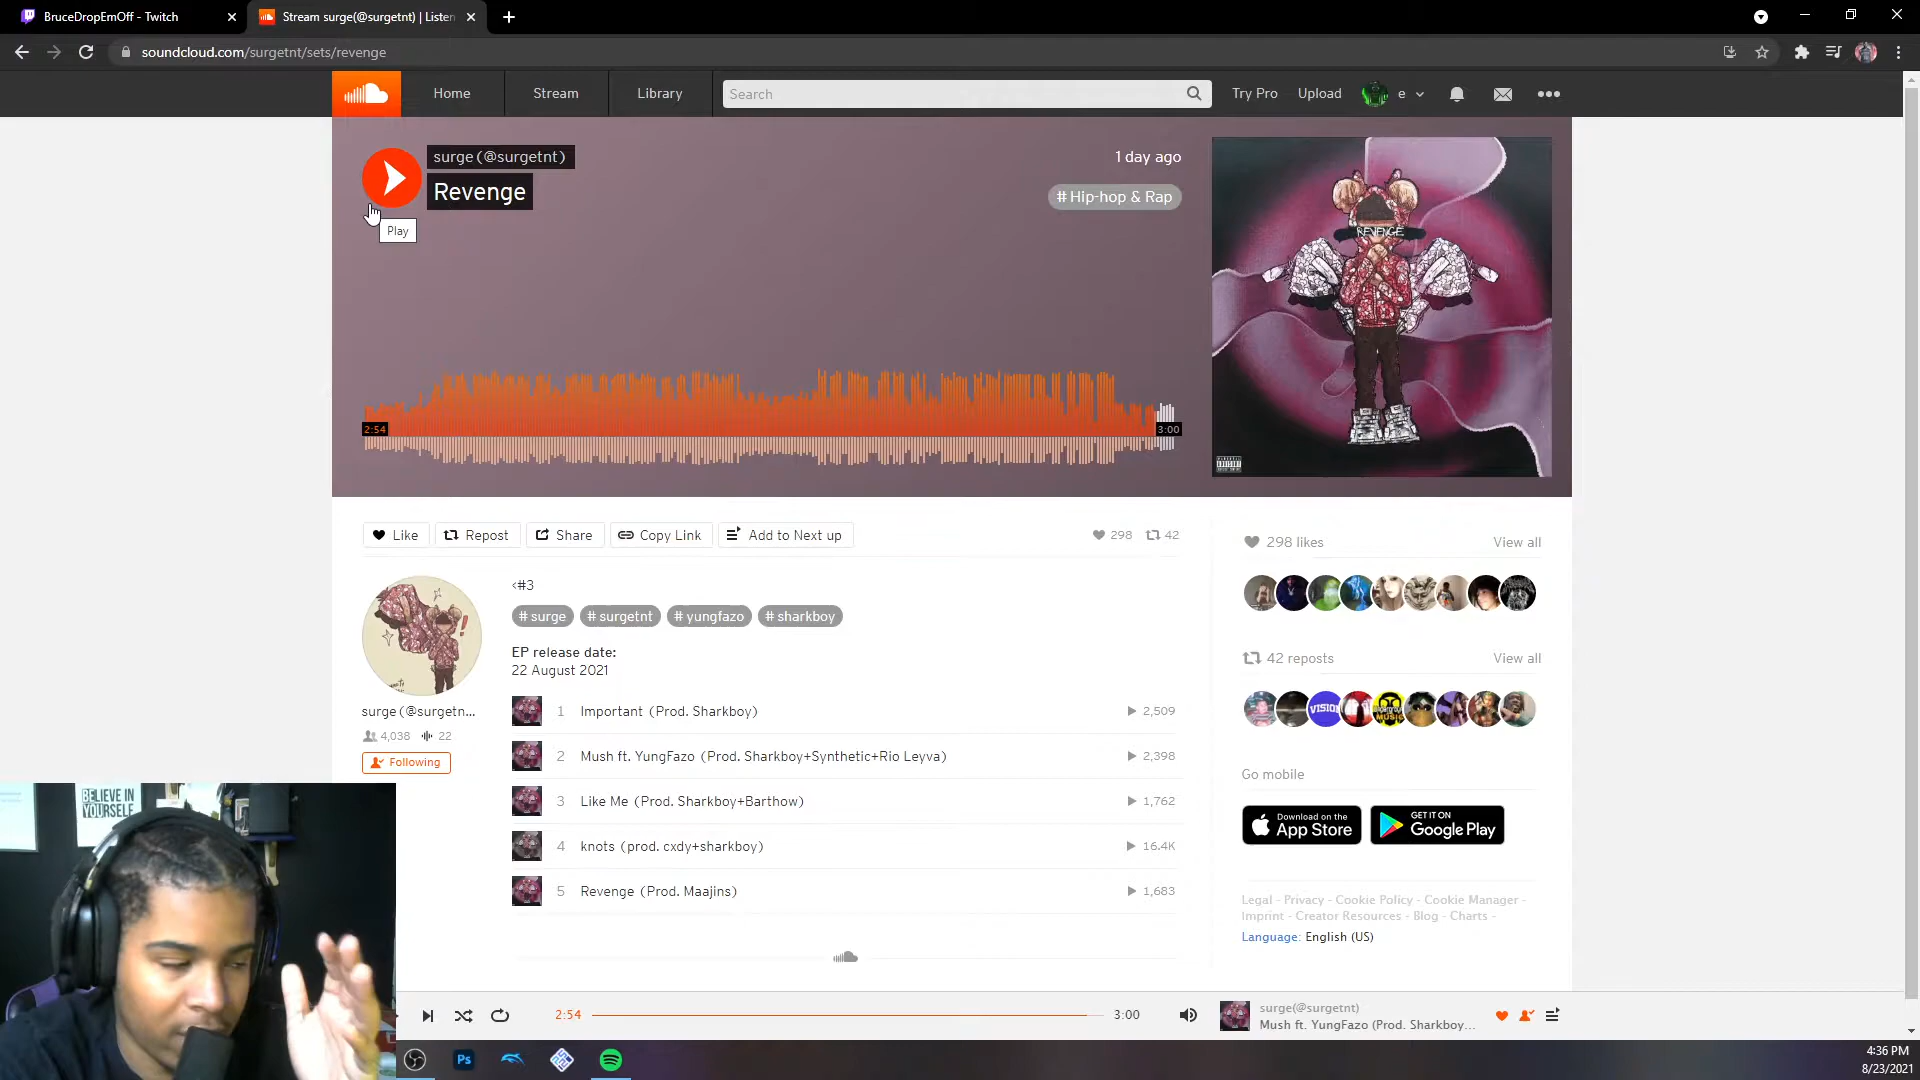 BruceDropEmOff - Twitch
Stream surge(@surgetnt) | Listen
soundcloud.com/surgetnt/sets/revenge
Home
Stream
Library
Search
Try Pro
Upload
e
surge(@surgetnt)
Revenge
Play
1 day ago
# Hip-hop & Rap
REVENGE
2:54
3:00
Like
Repost
Share
Copy Link
Add to Next up
298
42
<#3
# surge
# surgetnt
# yungfazo
# sharkboy
EP release date:
22 August 2021
surge(@surgetn...
4,038
22
Following
1 Important (Prod. Sharkboy) 2,509
2 Mush ft. YungFazo (Prod. Sharkboy+Synthetic+Rio Leyva) 2,398
3 Like Me (Prod. Sharkboy+Barthow) 1,762
4 knots (prod. cxdy+sharkboy) 16.4K
5 Revenge (Prod. Maajins) 1,683
298 likes
View all
42 reposts
View all
VISION
MUSIC
Go mobile
Download on the
App Store
GET IT ON
Google Play
Legal - Privacy - Cookie Policy - Cookie Manager -
Imprint - Creator Resources - Blog - Charts -
Language: English (US)
BELIEVE IN
YOURSELF
2:54
3:00
surge(@surgetnt)
Mush ft. YungFazo (Prod. Sharkboy...
Ps
4:36 PM
8/23/2021